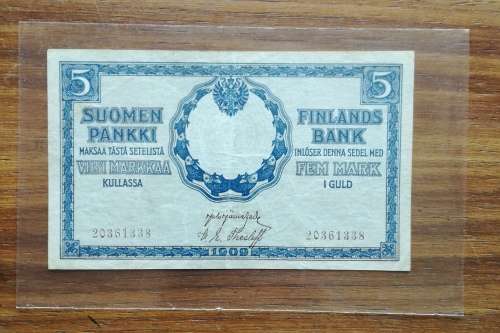 5 5
SUOMEN
PANKKI
MAKSAA TÄSTÄ SETELISTÄ
VIISI MARKKAA
KULLASSA
FINLANDS
BANK
INLÖSER DENNA SEDEL MED
FEM MARK
I GULD
20361338 20361338
1909